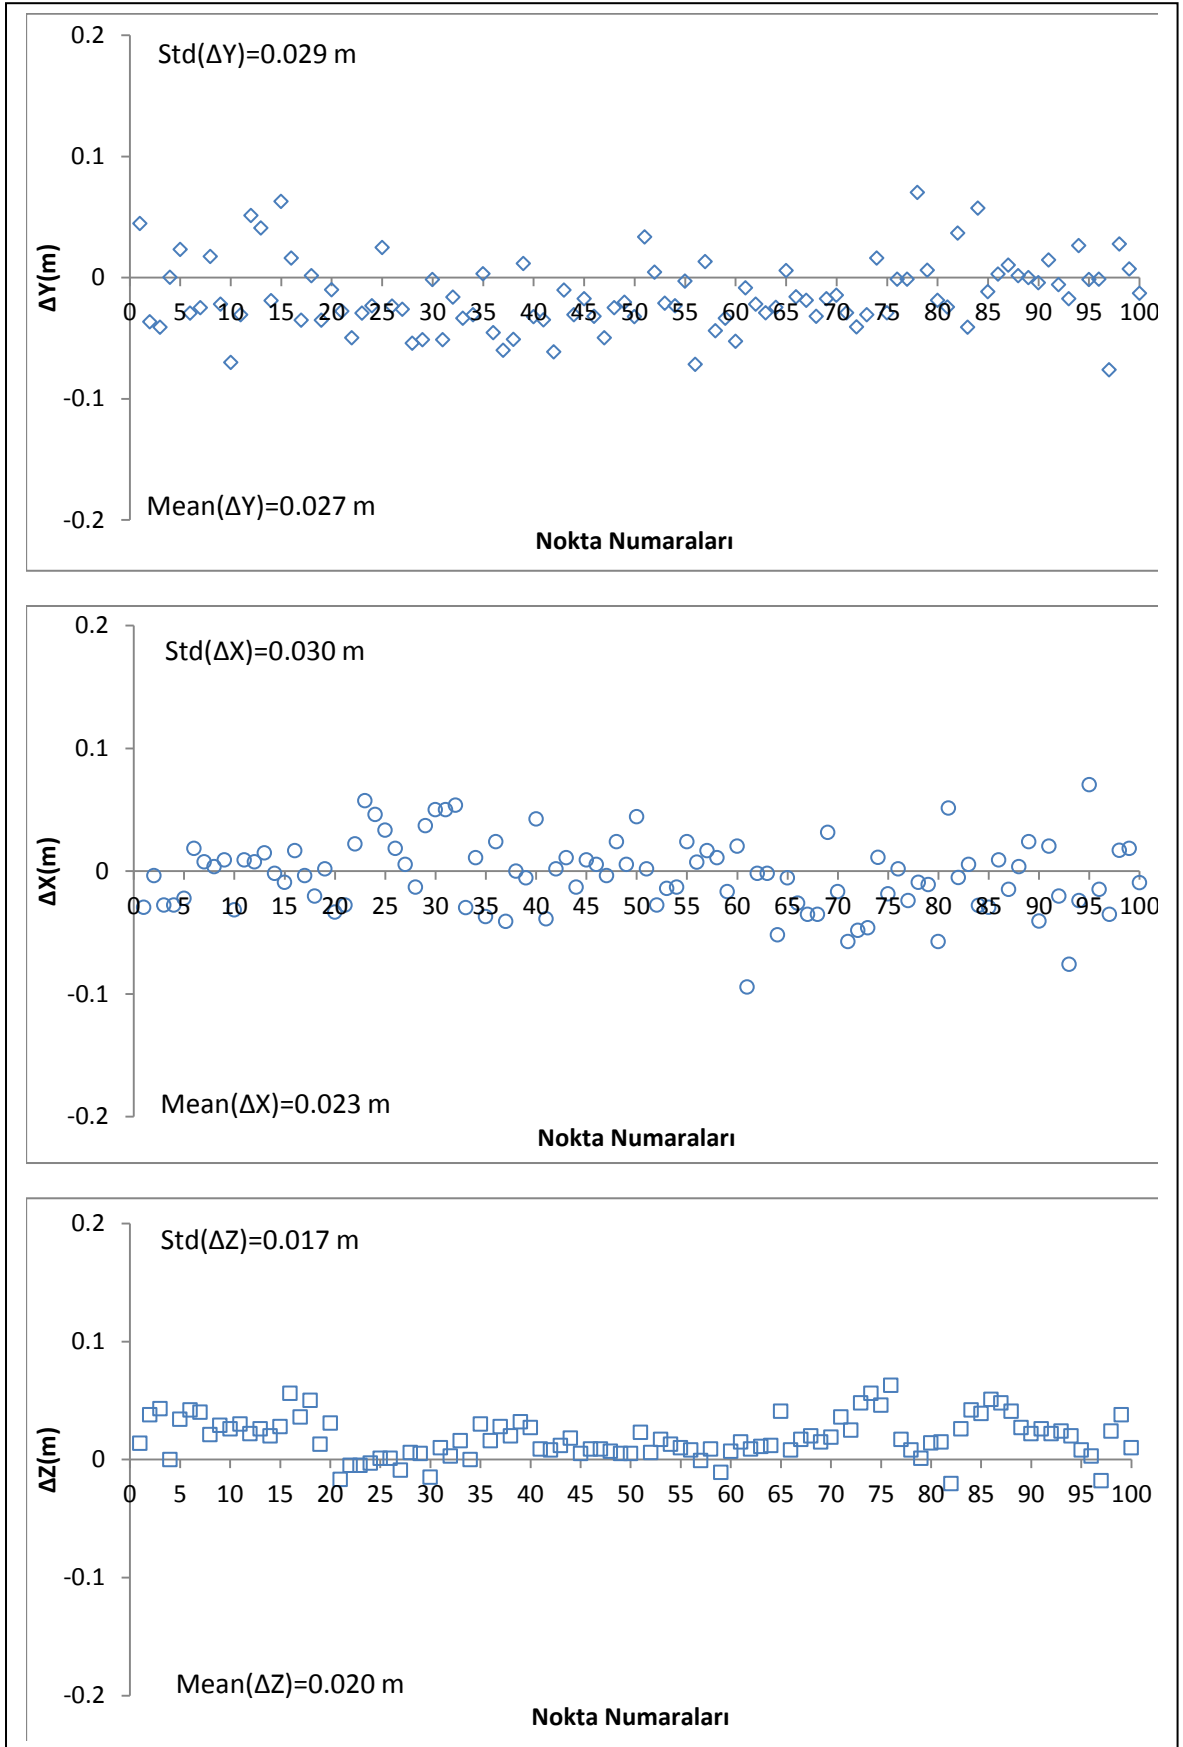 0.2
Std(ΔY)=0.029 m
0.1
0
0 5 10 15 20 25 30 35 40 45 50 55 60 65 70 75 80 85 90 95 100
ΔY(m)
-0.1
Mean(ΔY)=0.027 m
-0.2
Nokta Numaraları
0.2
Std(ΔX)=0.030 m
0.1
0
0 5 10 15 20 25 30 35 40 45 50 55 60 65 70 75 80 85 90 95 100
ΔX(m)
-0.1
Mean(ΔX)=0.023 m
-0.2
Nokta Numaraları
0.2
Std(ΔZ)=0.017 m
0.1
0
0 5 10 15 20 25 30 35 40 45 50 55 60 65 70 75 80 85 90 95 100
ΔZ(m)
-0.1
Mean(ΔZ)=0.020 m
-0.2
Nokta Numaraları